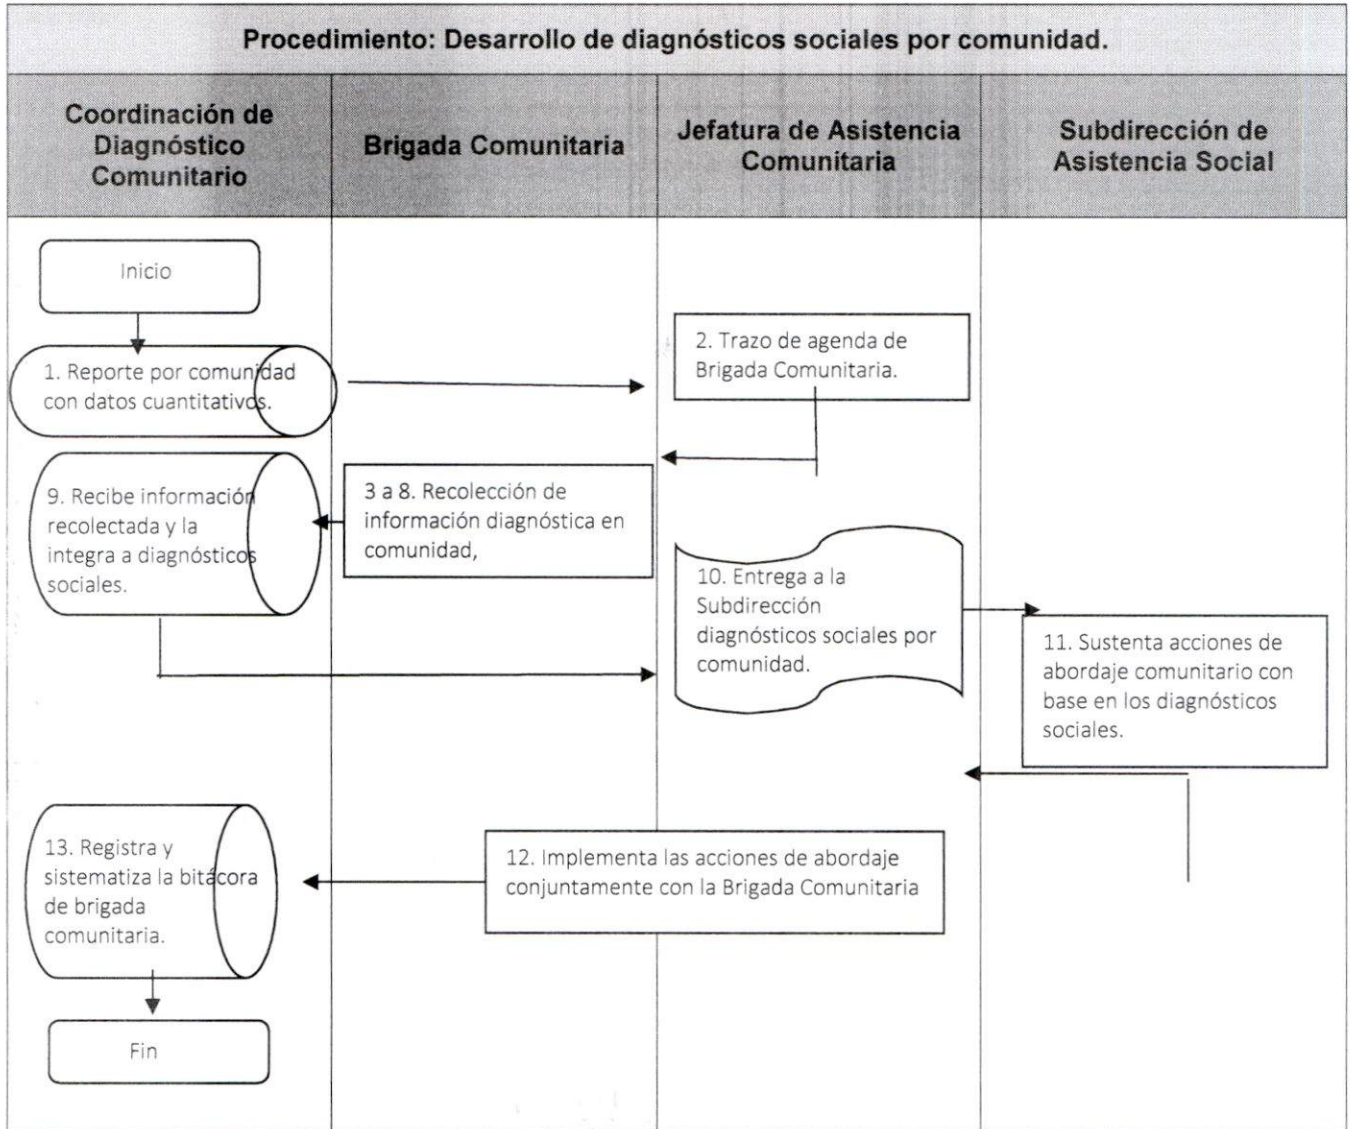 Procedimiento: Desarrollo de diagnósticos sociales por comunidad.
Coordinación de
Diagnóstico
Comunitario
Brigada Comunitaria
Jefatura de Asistencia
Comunitaria
Subdirección de
Asistencia Social
Inicio
1. Reporte por comunidad
con datos cuantitativos.
2. Trazo de agenda de
Brigada Comunitaria.
3 a 8. Recolección de
información diagnóstica en
comunidad,
9. Recibe información
recolectada y la
integra a diagnósticos
sociales.
10. Entrega a la
Subdirección
diagnósticos sociales por
comunidad.
11. Sustenta acciones de
abordaje comunitario con
base en los diagnósticos
sociales.
12. Implementa las acciones de abordaje
conjuntamente con la Brigada Comunitaria
13. Registra y
sistematiza la bitácora
de brigada
comunitaria.
Fin